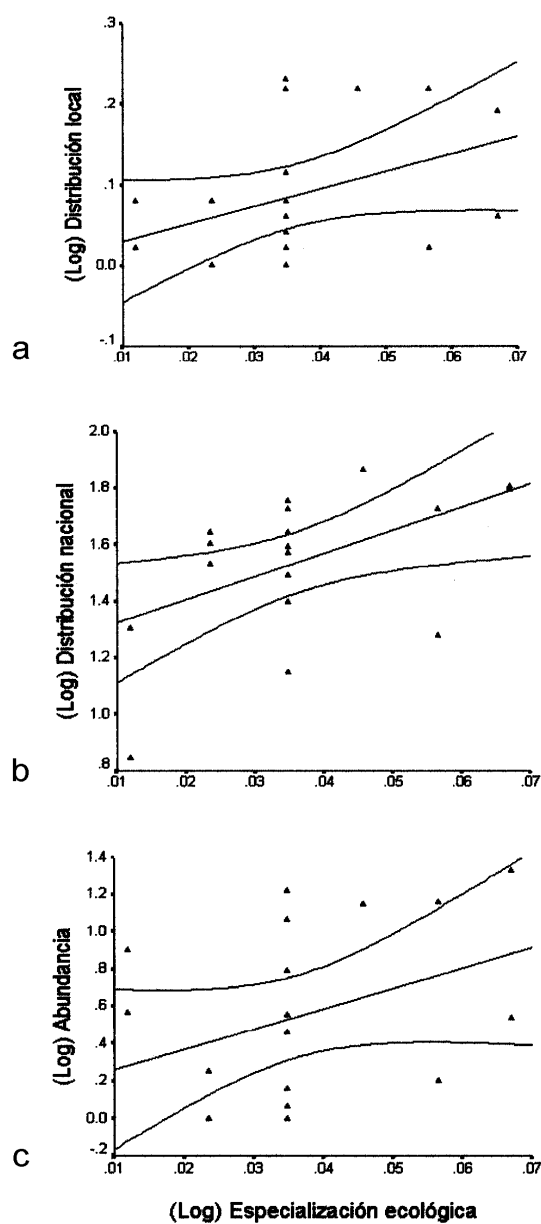 (Log) Distribución local
.3
.2
.1
0.0
-.1
.01 .02 .03 .04 .05 .06 .07
a
(Log) Distribución nacional
2.0
1.8
1.6
1.4
1.2
1.0
.8
.01 .02 .03 .04 .05 .06 .07
b
(Log) Abundancia
1.4
1.2
1.0
.8
.6
.4
.2
0.0
-.2
.01 .02 .03 .04 .05 .06 .07
c
(Log) Especialización ecológica